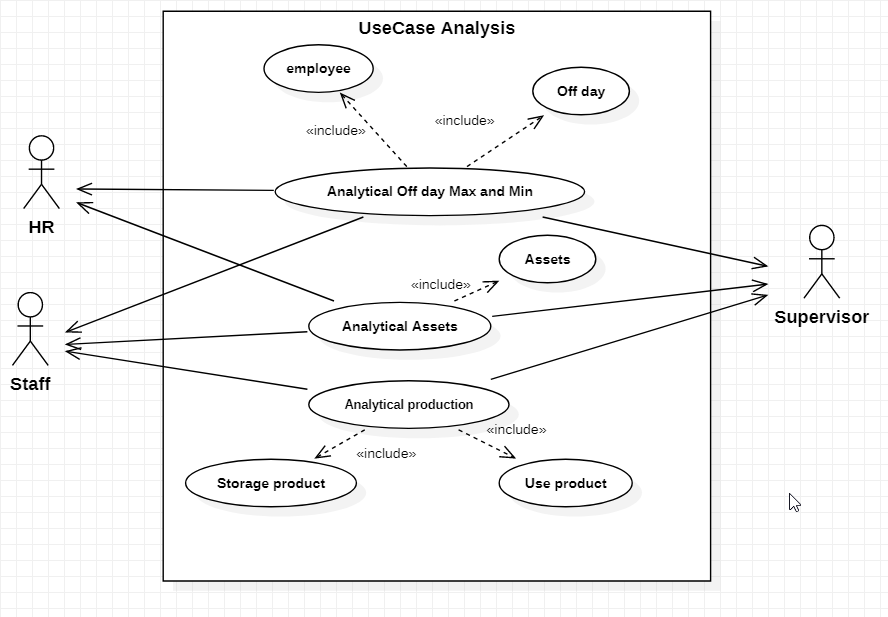 UseCase Analysis
employee
Off day
«include»
«include»
Analytical Off day Max and Min
HR
Assets
«include»
Supervisor
Analytical Assets
Staff
Analytical production
«include»
«include»
Storage product
Use product